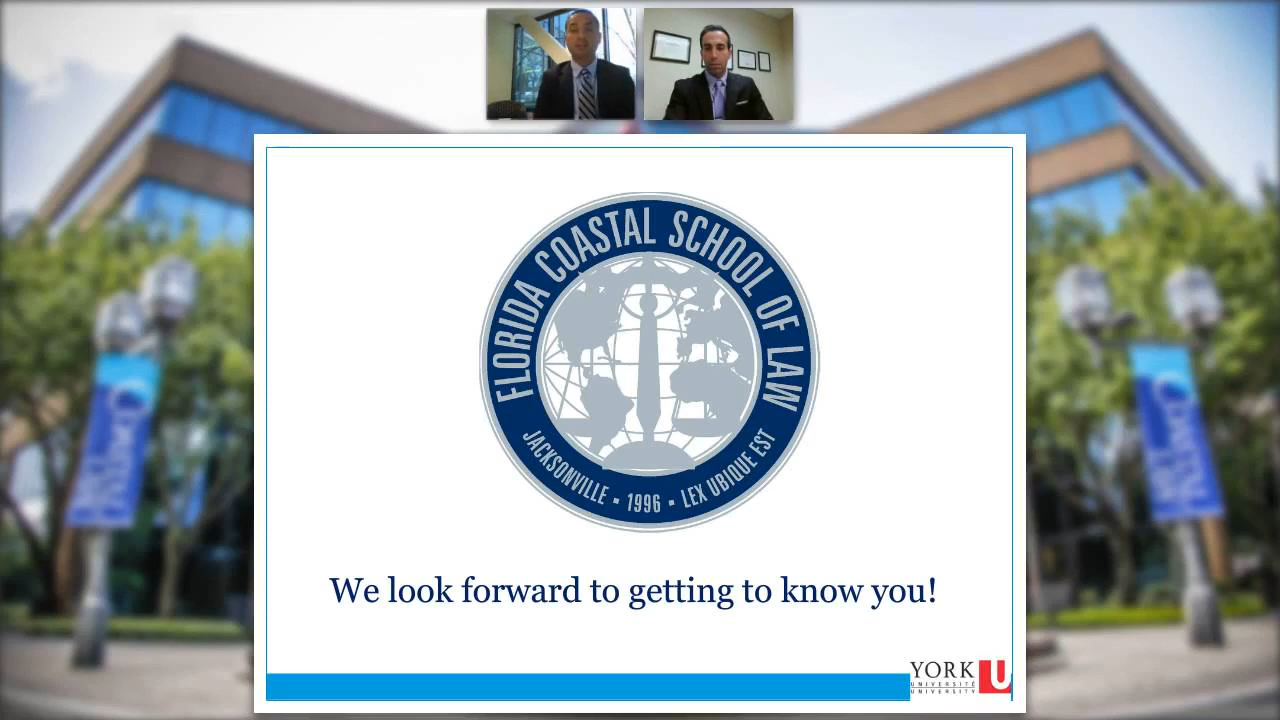 FLORIDA COASTAL SCHOOL OF LAW
JACKSONVILLE • 1996 • LEX UBIQUE EST
We look forward to getting to know you!
YORK U
UNIVERSITÉ
UNIVERSITY